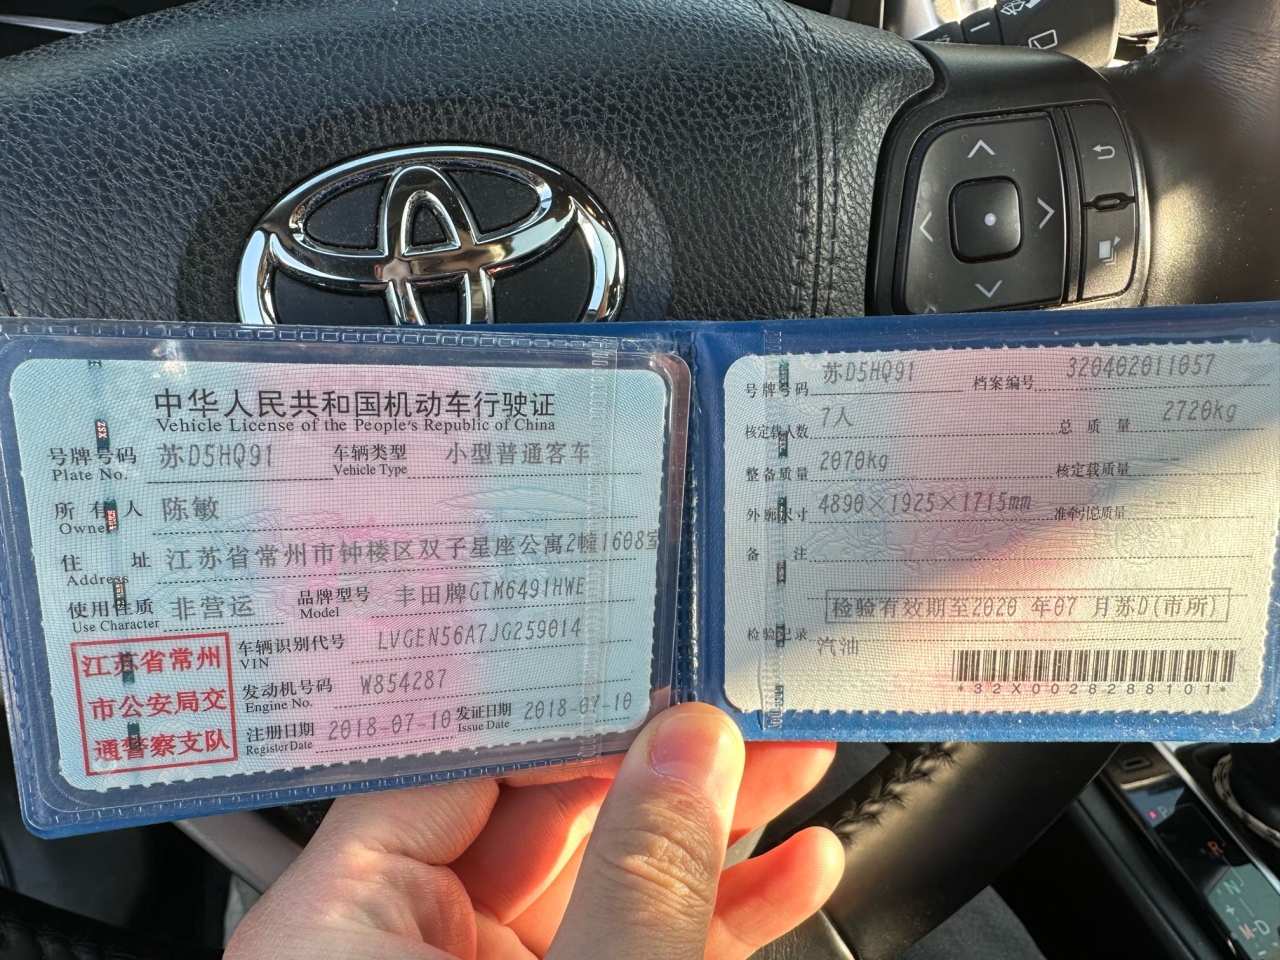 中华人民共和国机动车行驶证
Vehicle License of the People's Republic of China
号牌号码 苏D5HQ91 车辆类型 小型普通客车
Plate No. Vehicle Type
所有人 陈敏
Owner
住址 江苏省常州市钟楼区双子星座公寓2幢1608室
Address
使用性质 非营运 品牌型号 丰田牌GTM6491HWE
Use Character Model
江苏省常州
市公安局交
通警察支队
车辆识别代号 LVGEN56A7JG259014
VIN
发动机号码 W854287
Engine No.
注册日期 2018-07-10 发证日期 2018-07-10
Register Date Issue Date
号牌号码 苏D5HQ91 档案编号 320402011057
核定载人数 7人 总质量 2720kg
整备质量 2070kg 核定载质量 --
外廓尺寸 4890×1925×1715mm 准牵引总质量 --
备注
检验有效期至2020 年07 月苏D(市所)
检验记录
汽油
*32X0028288101*
P
R
N
M-D